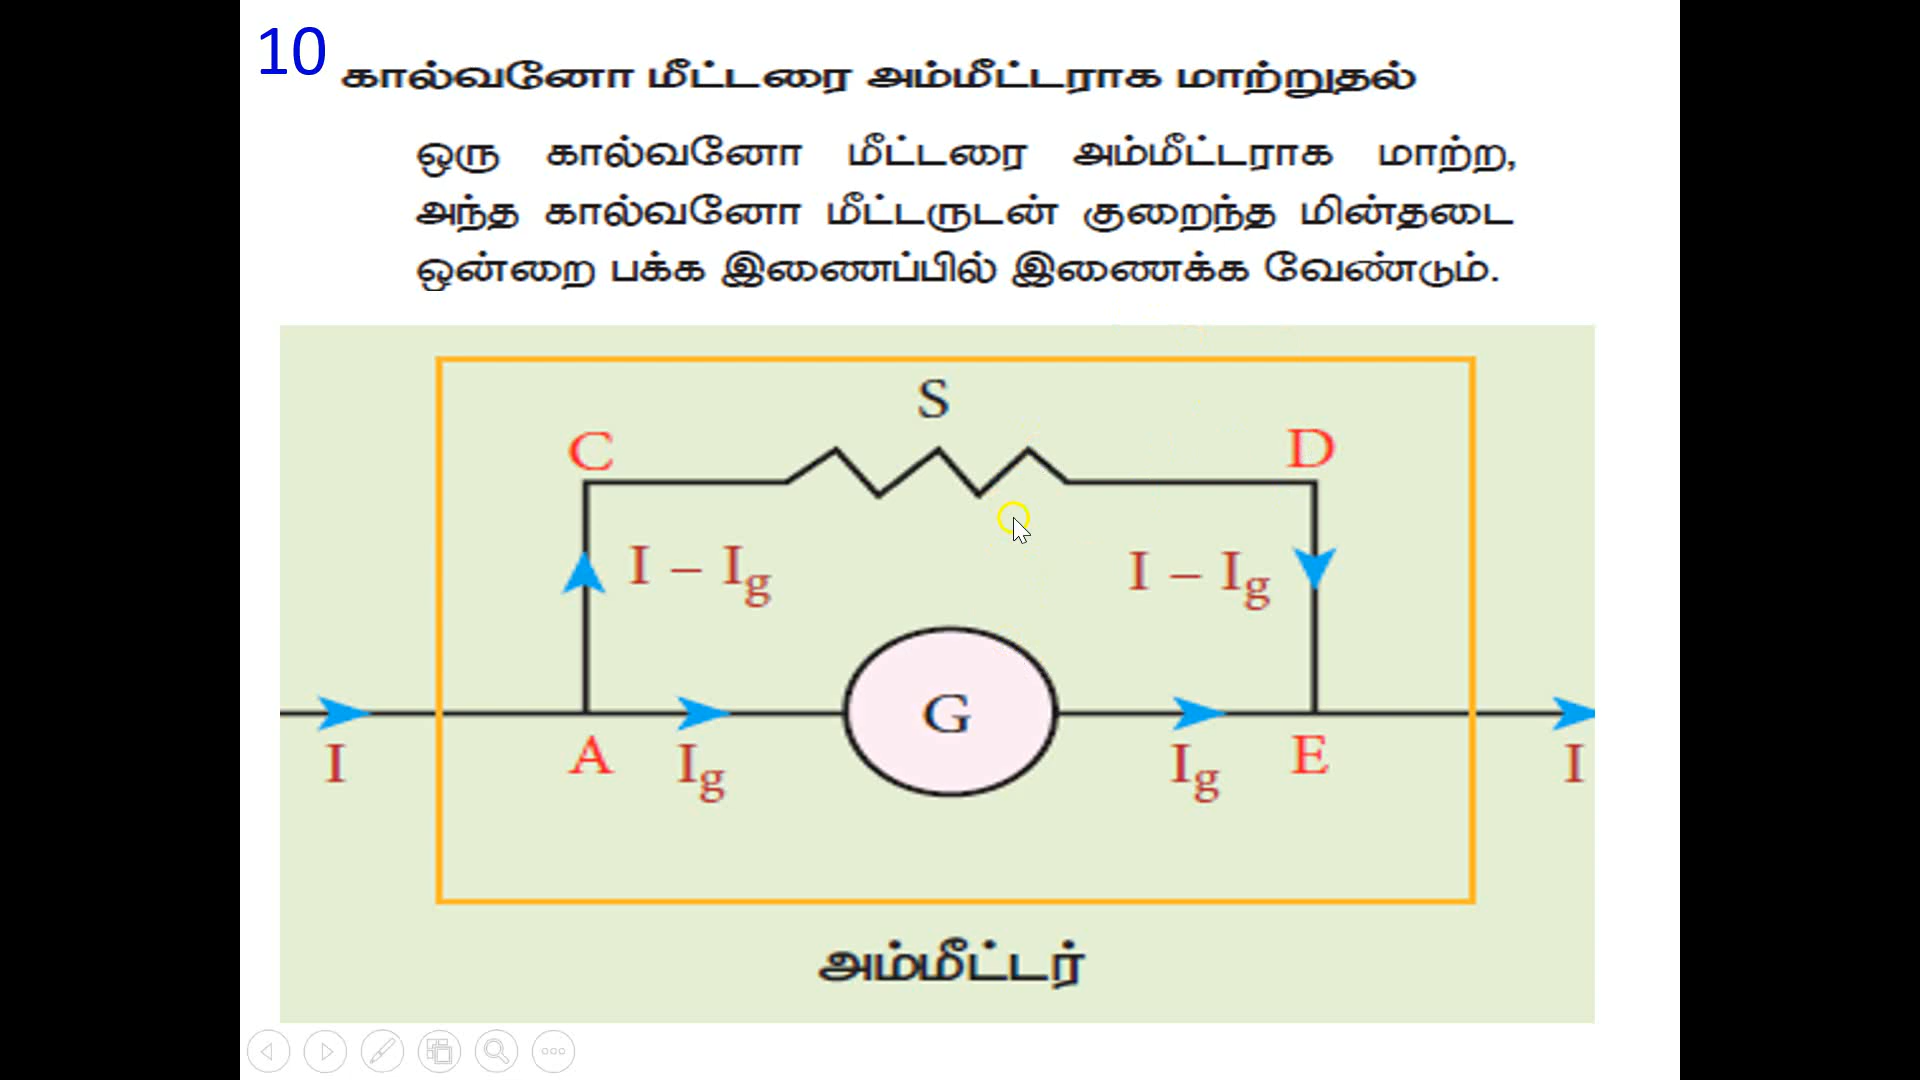 10
கால்வனோ மீட்டரை அம்மீட்டராக மாற்றுதல்
ஒரு கால்வனோ மீட்டரை அம்மீட்டராக மாற்ற,
அந்த கால்வனோ மீட்டருடன் குறைந்த மின்தடை
ஒன்றை பக்க இணைப்பில் இணைக்க வேண்டும்.
S
C D
I – Ig I – Ig
G
I A Ig Ig E I
அம்மீட்டர்